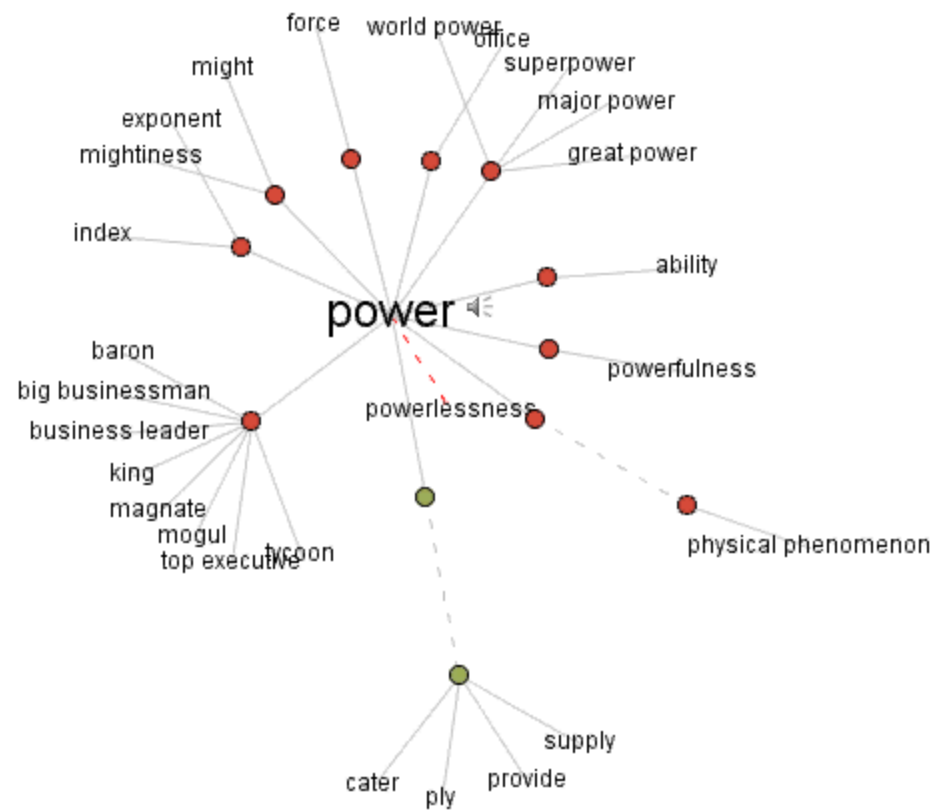 force
world power
office
might
superpower
major power
exponent
mightiness
great power
index
ability
power
baron
powerfulness
big businessman
powerlessness
business leader
king
magnate
mogul
tycoon
top executive
physical phenomenon
supply
cater
provide
ply